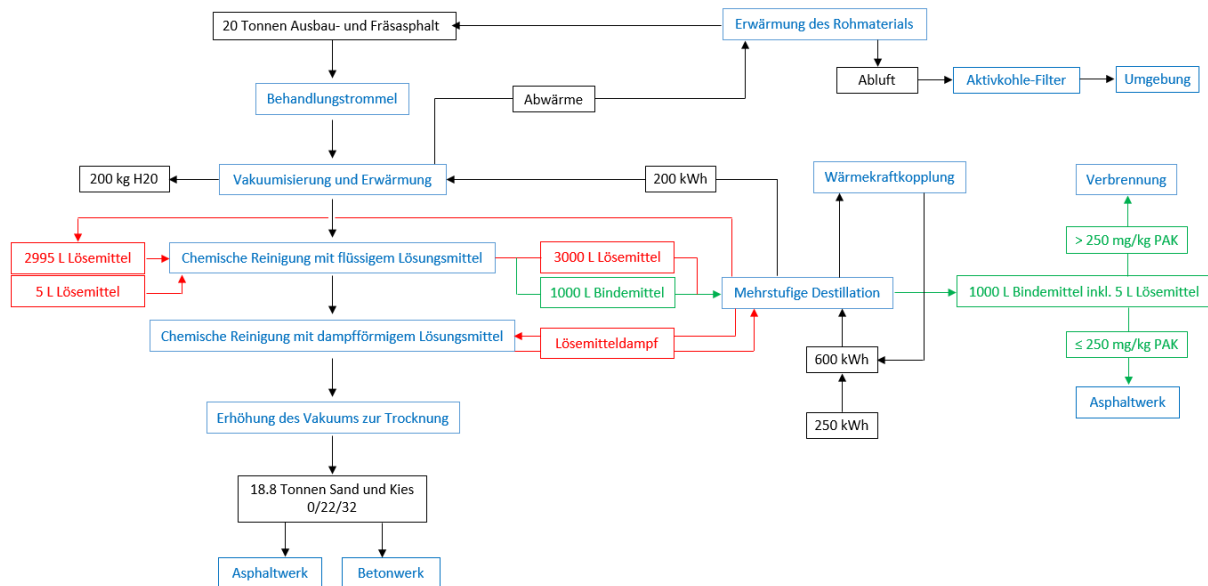 20 Tonnen Ausbau- und Fräsasphalt
Erwärmung des Rohmaterials
Abluft
Aktivkohle-Filter
Umgebung
Behandlungstrommel
Abwärme
200 kg H20
Vakuumisierung und Erwärmung
200 kWh
Wärmekraftkopplung
Verbrennung
> 250 mg/kg PAK
2995 L Lösemittel
Chemische Reinigung mit flüssigem Lösungsmittel
3000 L Lösemittel
5 L Lösemittel
1000 L Bindemittel
Mehrstufige Destillation
1000 L Bindemittel inkl. 5 L Lösemittel
Chemische Reinigung mit dampfförmigem Lösungsmittel
Lösemitteldampf
≤ 250 mg/kg PAK
600 kWh
Asphaltwerk
Erhöhung des Vakuums zur Trocknung
250 kWh
18.8 Tonnen Sand und Kies
0/22/32
Asphaltwerk
Betonwerk